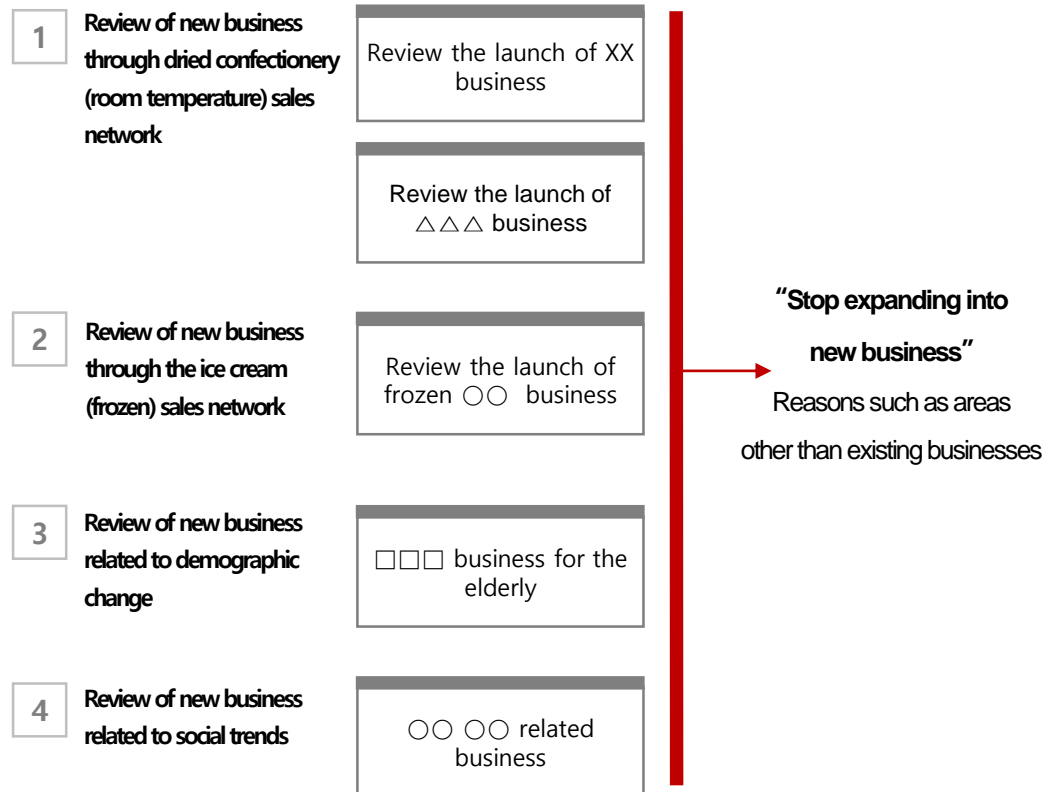 1
Review of new business
through dried confectionery
(room temperature) sales
network
Review the launch of XX
business
Review the launch of
△△△ business
2
Review of new business
through the ice cream
(frozen) sales network
Review the launch of
frozen ○○ business
3
Review of new business
related to demographic
change
□□□ business for the
elderly
4
Review of new business
related to social trends
○○ ○○ related
business
“Stop expanding into
new business”
Reasons such as areas
other than existing businesses